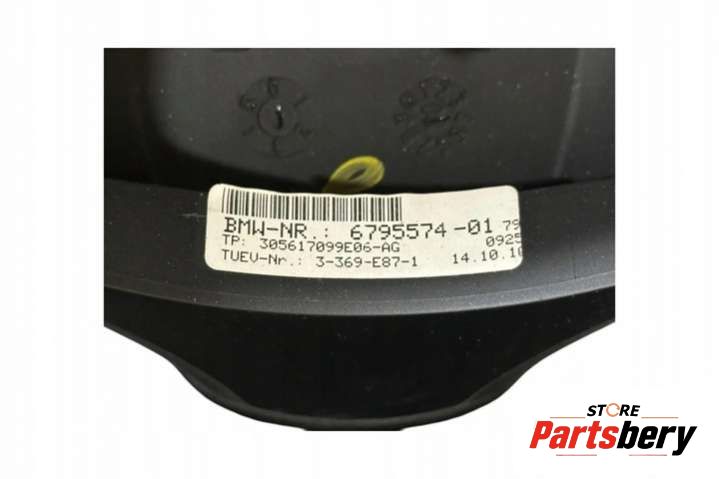 BMW-NR.: 6795574-01 79
TP: 305617099E06-AG 0925
TUEV-Nr.: 3-369-E87-1 14.10.10
STORE
Partsbery